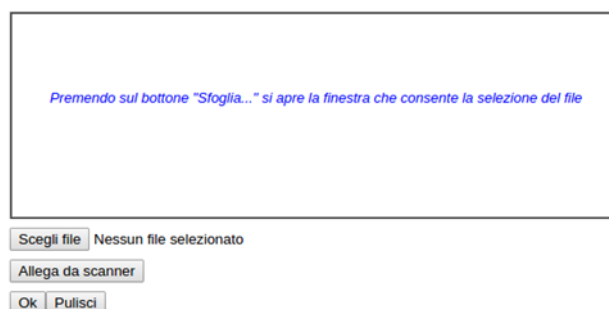 Premendo sul bottone "Sfoglia..." si apre la finestra che consente la selezione del file
Scegli file Nessun file selezionato
Allega da scanner
Ok Pulisci